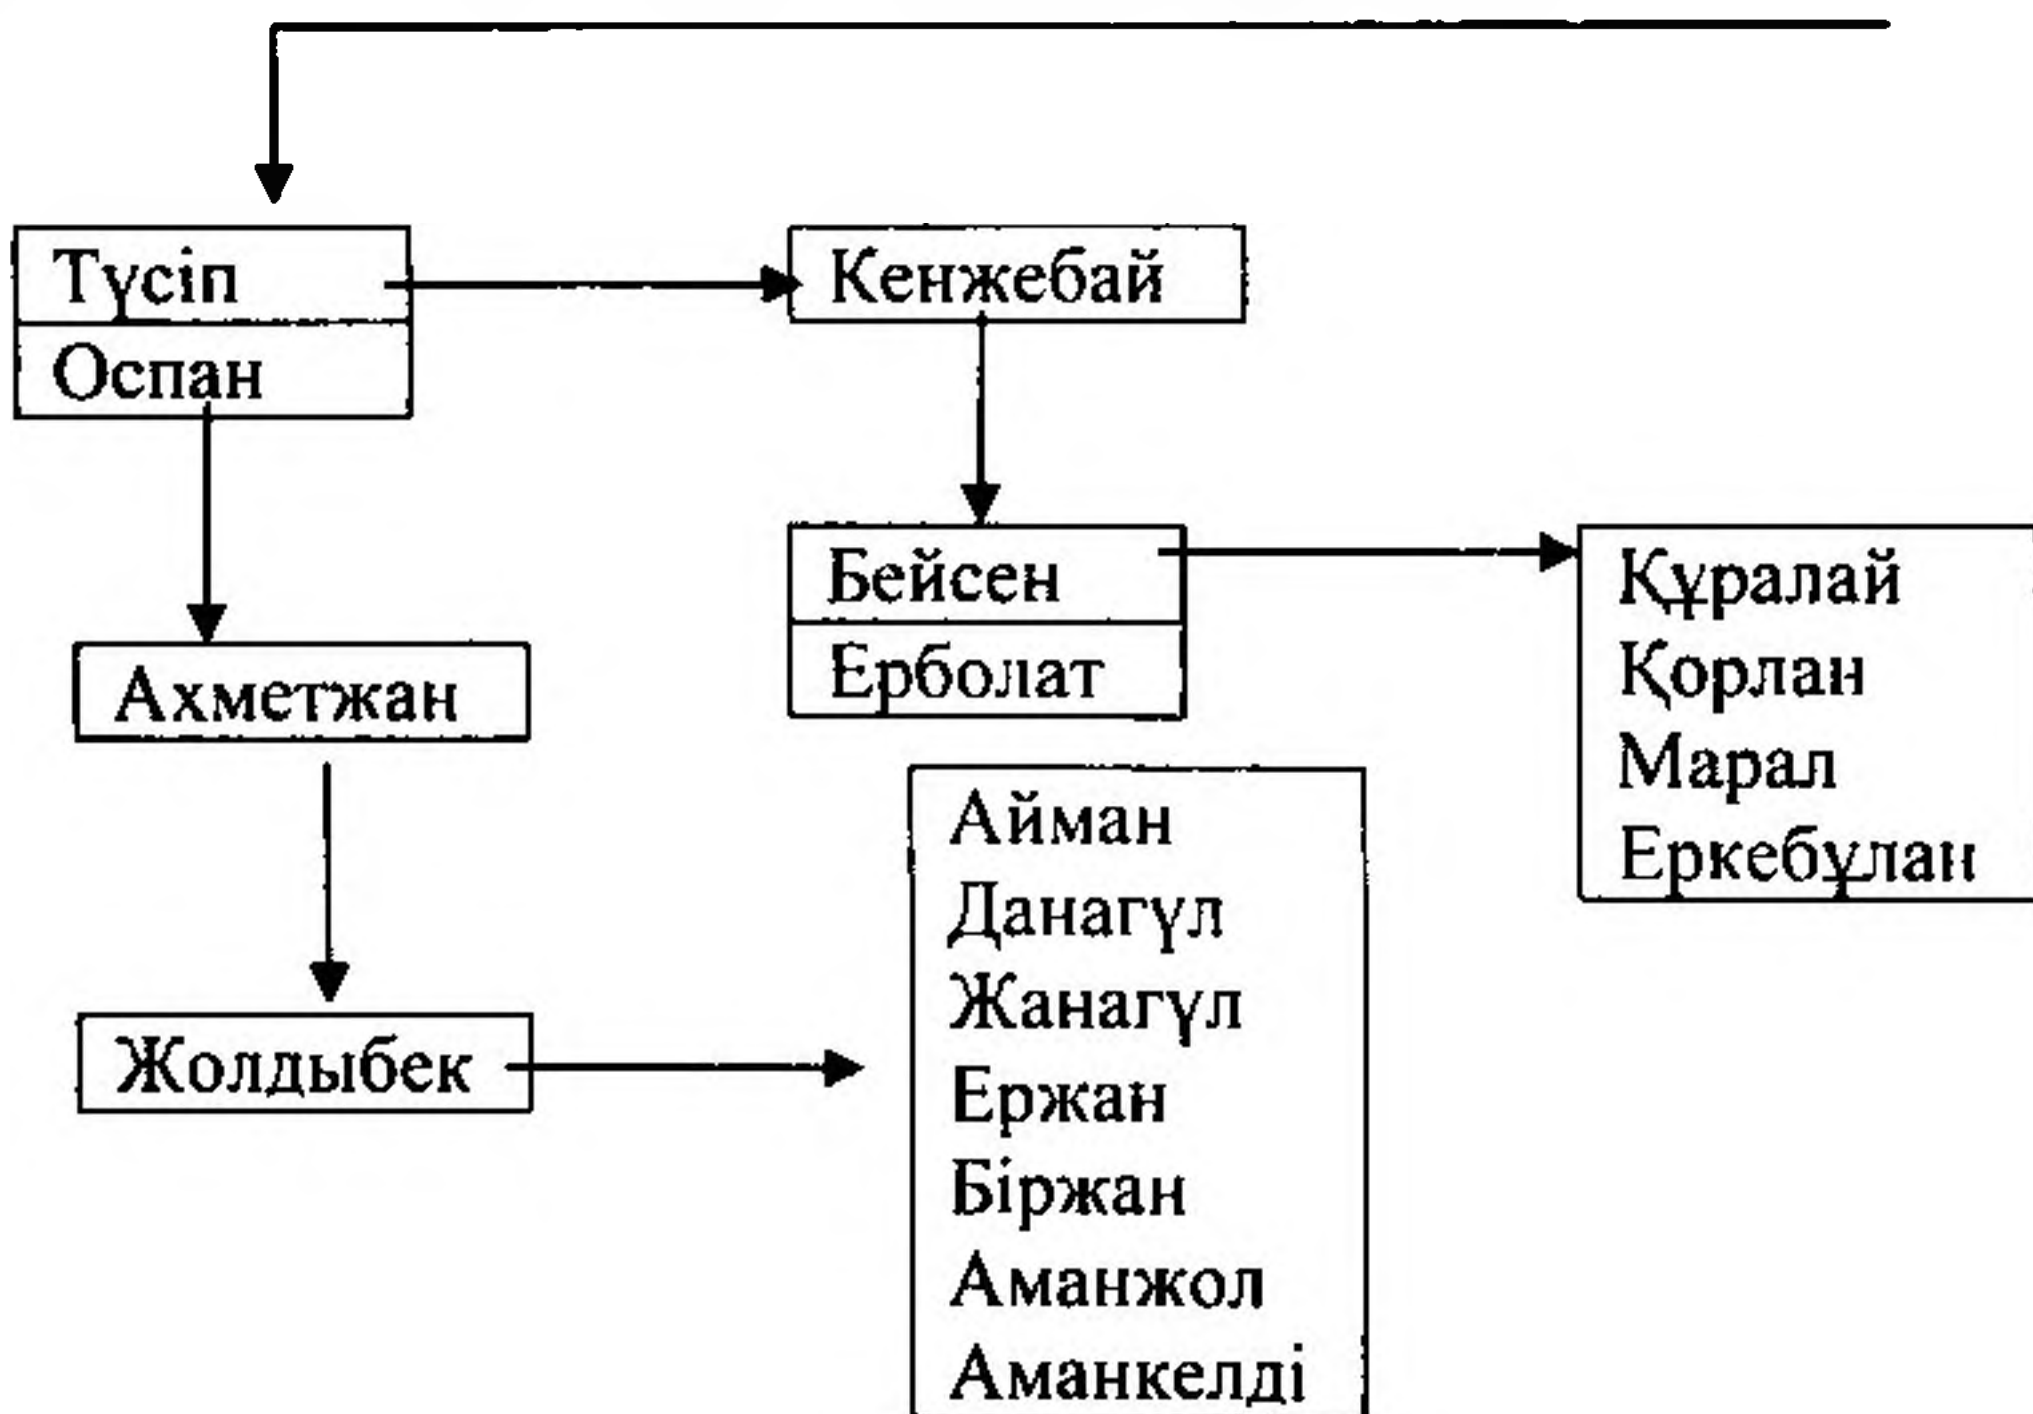 Түсіп
Кенжебай
Оспан
Бейсен
Ерболат
Құралай
Қорлан
Марал
Еркебұлан
Ахметжан
Жолдыбек
Айман
Данагүл
Жанагүл
Ержан
Біржан
Аманжол
Аманкелді